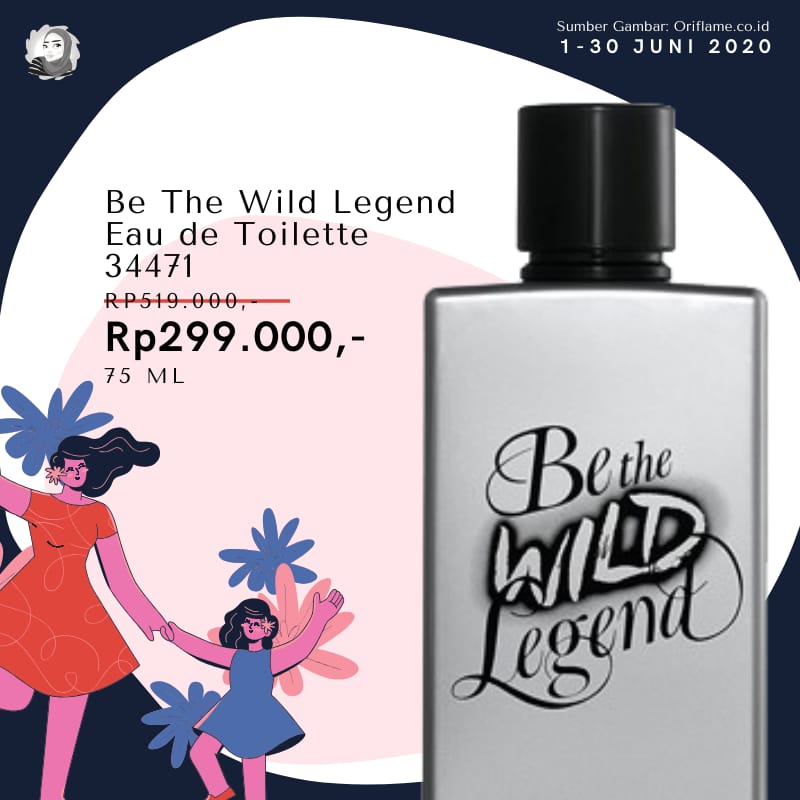 Sumber Gambar: Oriflame.co.id
1-30 JUNI 2020
Be The Wild Legend
Eau de Toilette
34471
RP519.000,-
Rp299.000,-
75 ML
Be the
WILD
Legend